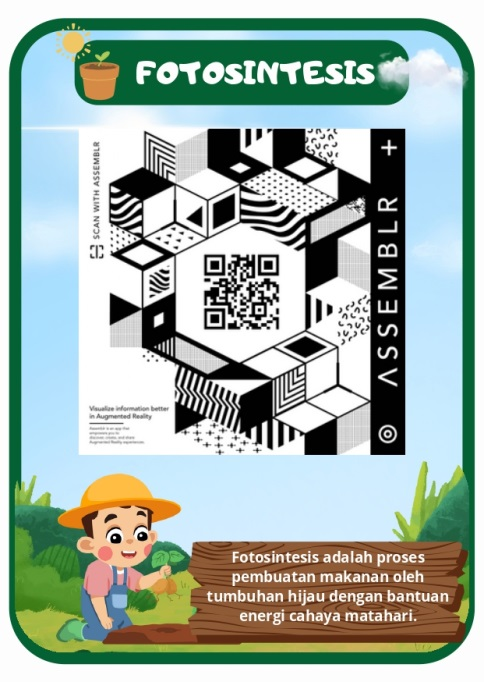 FOTOSINTESIS
SCAN WITH ASSEMBLR
ASSEMBLR
Visualize information better
in Augmented Reality
Assemblr is an app that
empowers you to
discover, create, and share
Augmented Reality experiences.
Fotosintesis adalah proses
pembuatan makanan oleh
tumbuhan hijau dengan bantuan
energi cahaya matahari.